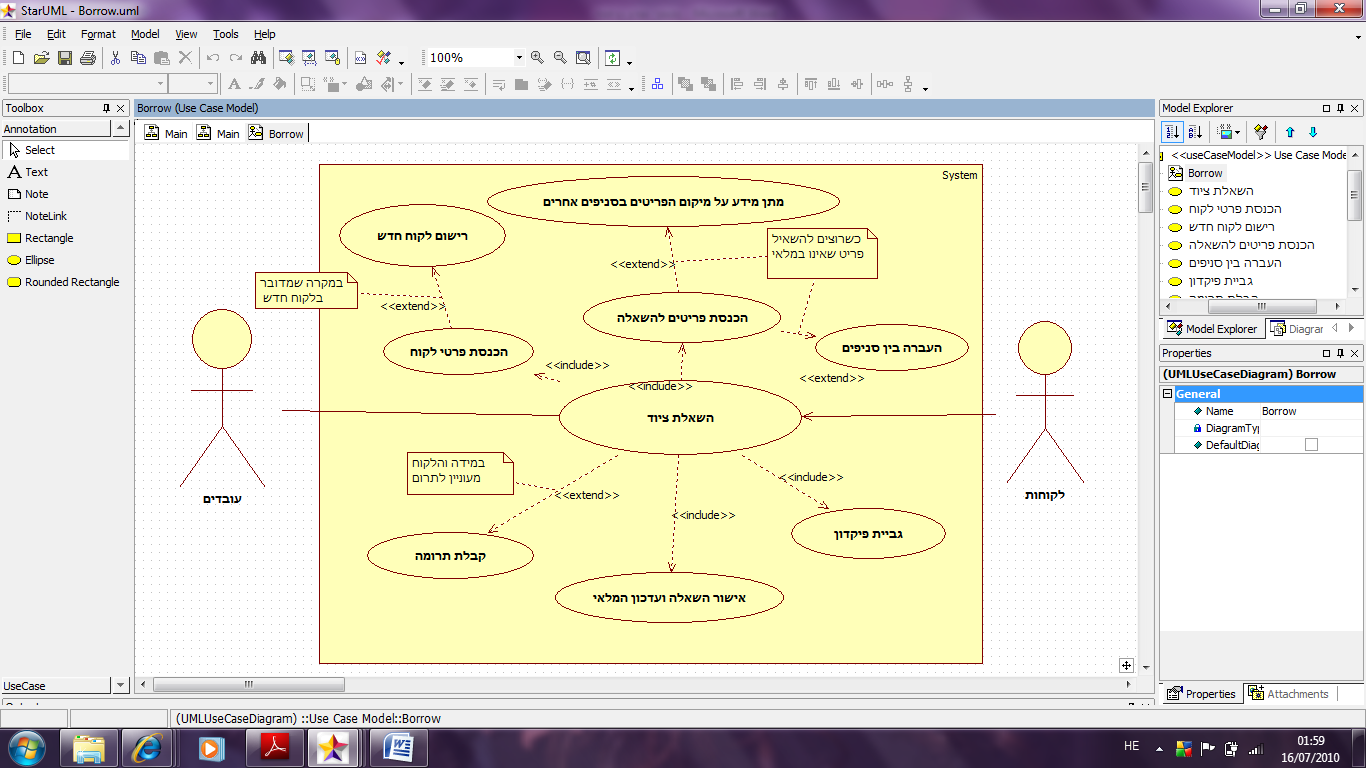 StarUML - Borrow.uml
File Edit Format Model View Tools Help
100%
Toolbox
Annotation
Select
Text
Note
NoteLink
Rectangle
Ellipse
Rounded Rectangle
UseCase
Borrow (Use Case Model)
Main Main Borrow
System
מתן מידע על מיקום הפריטים בסניפים אחרים
רישום לקוח חדש
כשרוצים להשאיל
פריט שאינו במלאי
<<extend>>
במקרה שמדובר
בלקוח חדש
<<extend>>
הכנסת פריטים להשאלה
הכנסת פרטי לקוח
העברה בין סניפים
<<include>>
<<extend>>
<<include>>
השאלת ציוד
עובדים
לקוחות
במידה והלקוח
מעוניין לתרום
<<include>>
<<extend>>
<<include>>
גביית פיקדון
קבלת תרומה
אישור השאלה ועדכון המלאי
Model Explorer
<<useCaseModel>> Use Case Mode
Borrow
השאלת ציוד
הכנסת פרטי לקוח
רישום לקוח חדש
הכנסת פריטים להשאלה
העברה בין סניפים
גביית פיקדון
קבלת תרומה
Model Explorer Diagran
Properties
(UMLUseCaseDiagram) Borrow
General
Name Borrow
DiagramTyp
DefaultDiag
Properties Attachments
(UMLUseCaseDiagram) ::Use Case Model::Borrow
HE
01:59
16/07/2010